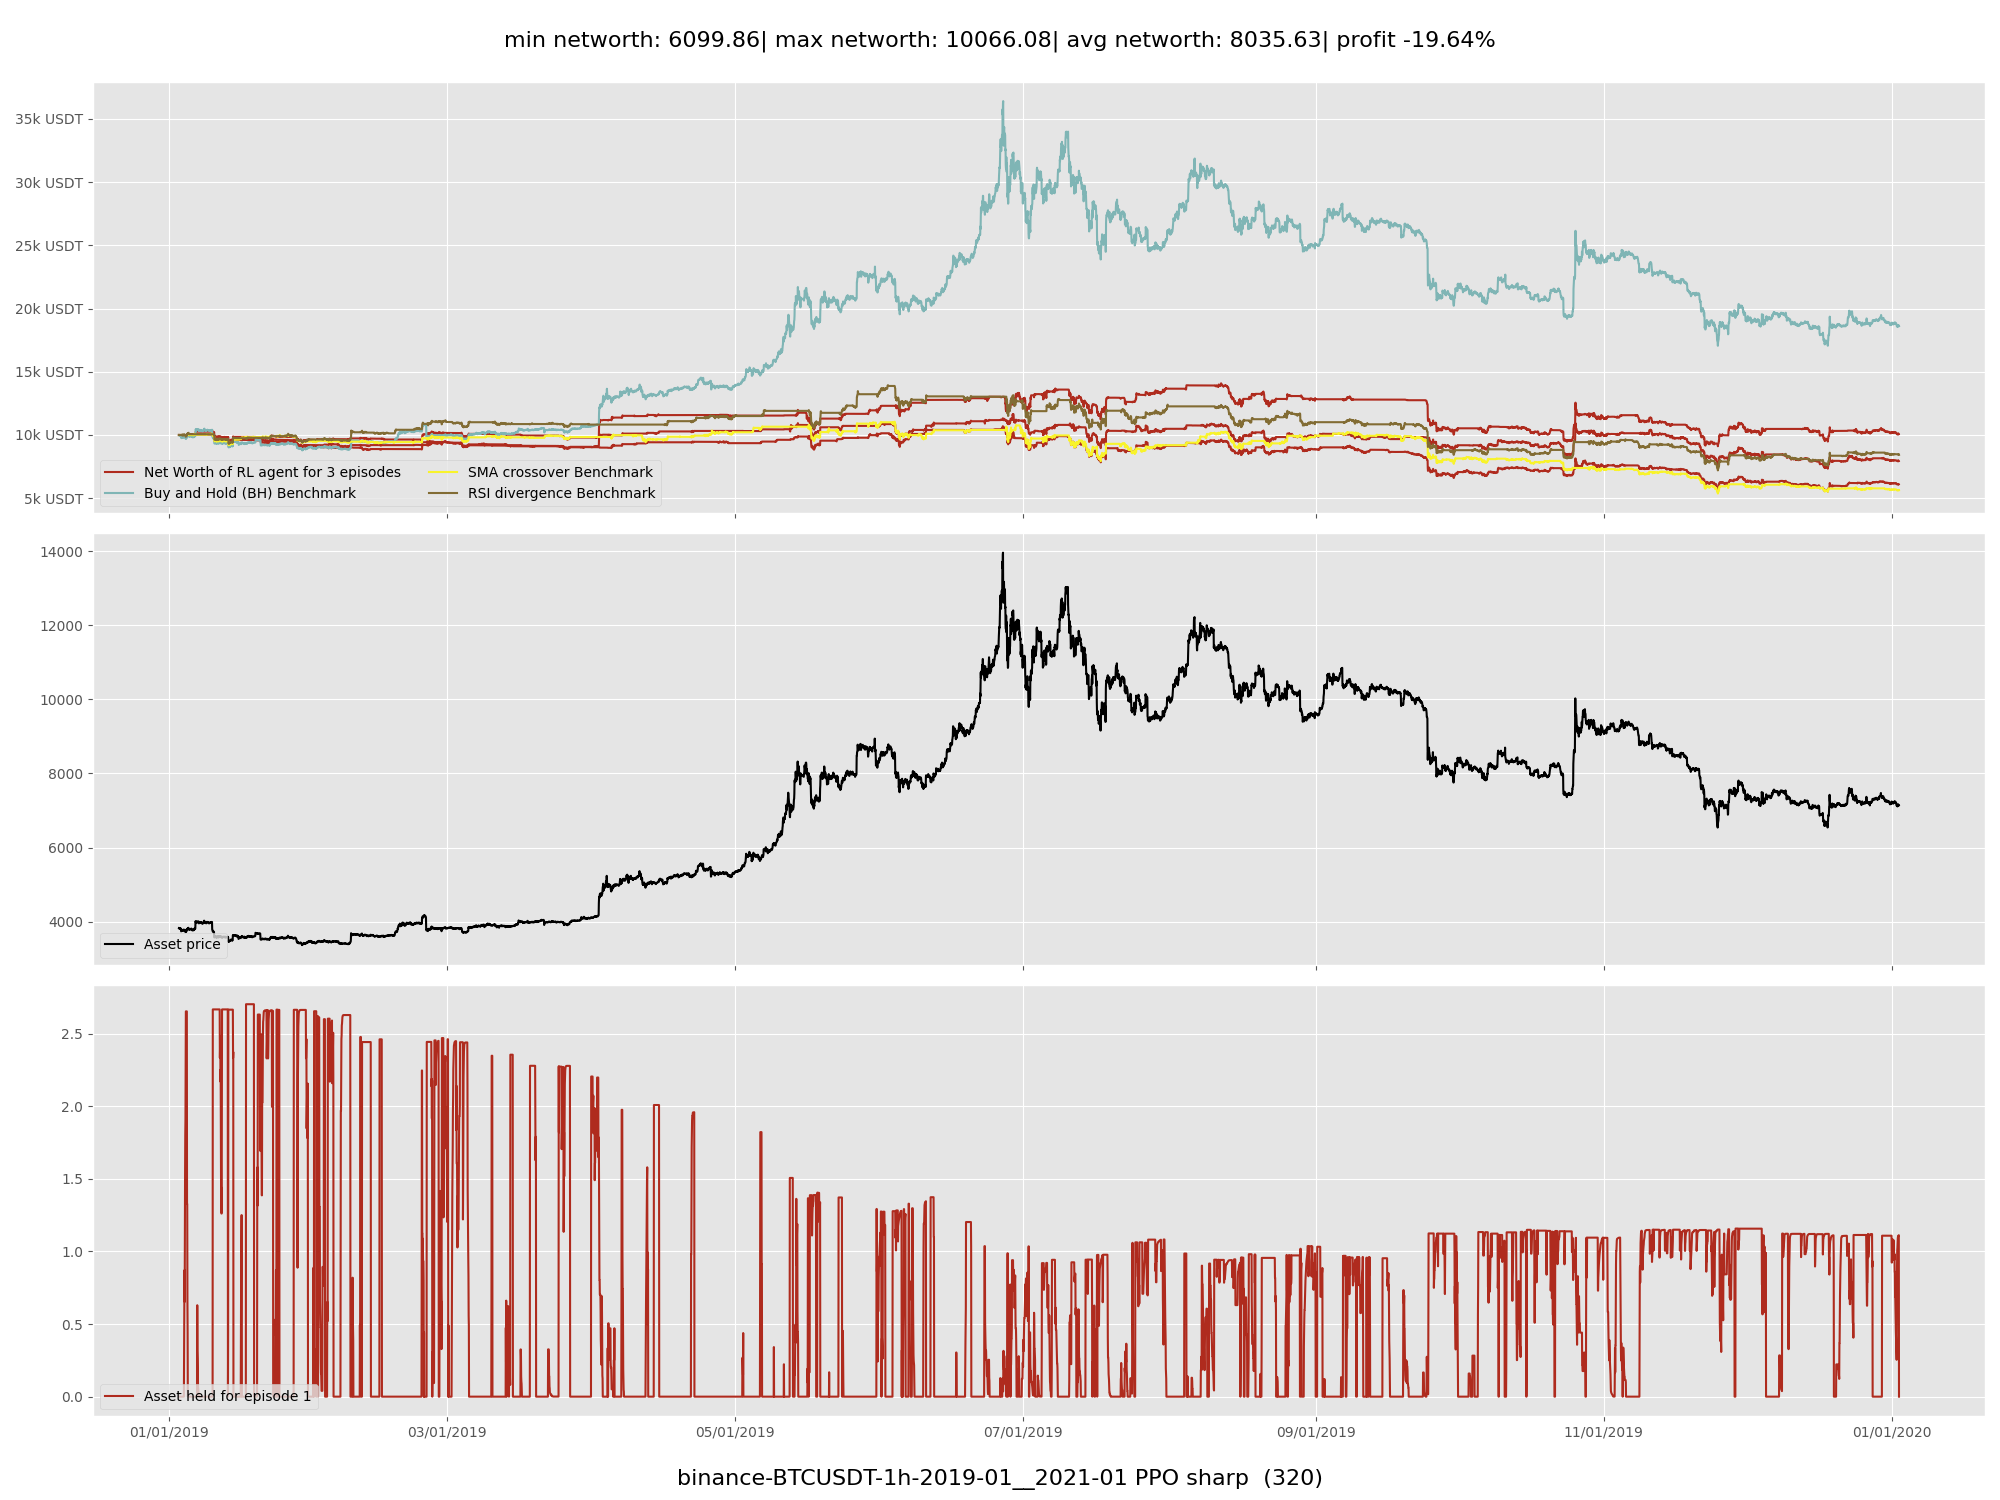 min networth: 6099.86| max networth: 10066.08| avg networth: 8035.63| profit -19.64%
35k USDT
30k USDT
25k USDT
20k USDT
15k USDT
10k USDT
5k USDT
Net Worth of RL agent for 3 episodes
Buy and Hold (BH) Benchmark
SMA crossover Benchmark
RSI divergence Benchmark
14000
12000
10000
8000
6000
4000
Asset price
2.5
2.0
1.5
1.0
0.5
0.0
Asset held for episode 1
01/01/2019 03/01/2019 05/01/2019 07/01/2019 09/01/2019 11/01/2019 01/01/2020
binance-BTCUSDT-1h-2019-01__2021-01 PPO sharp (320)